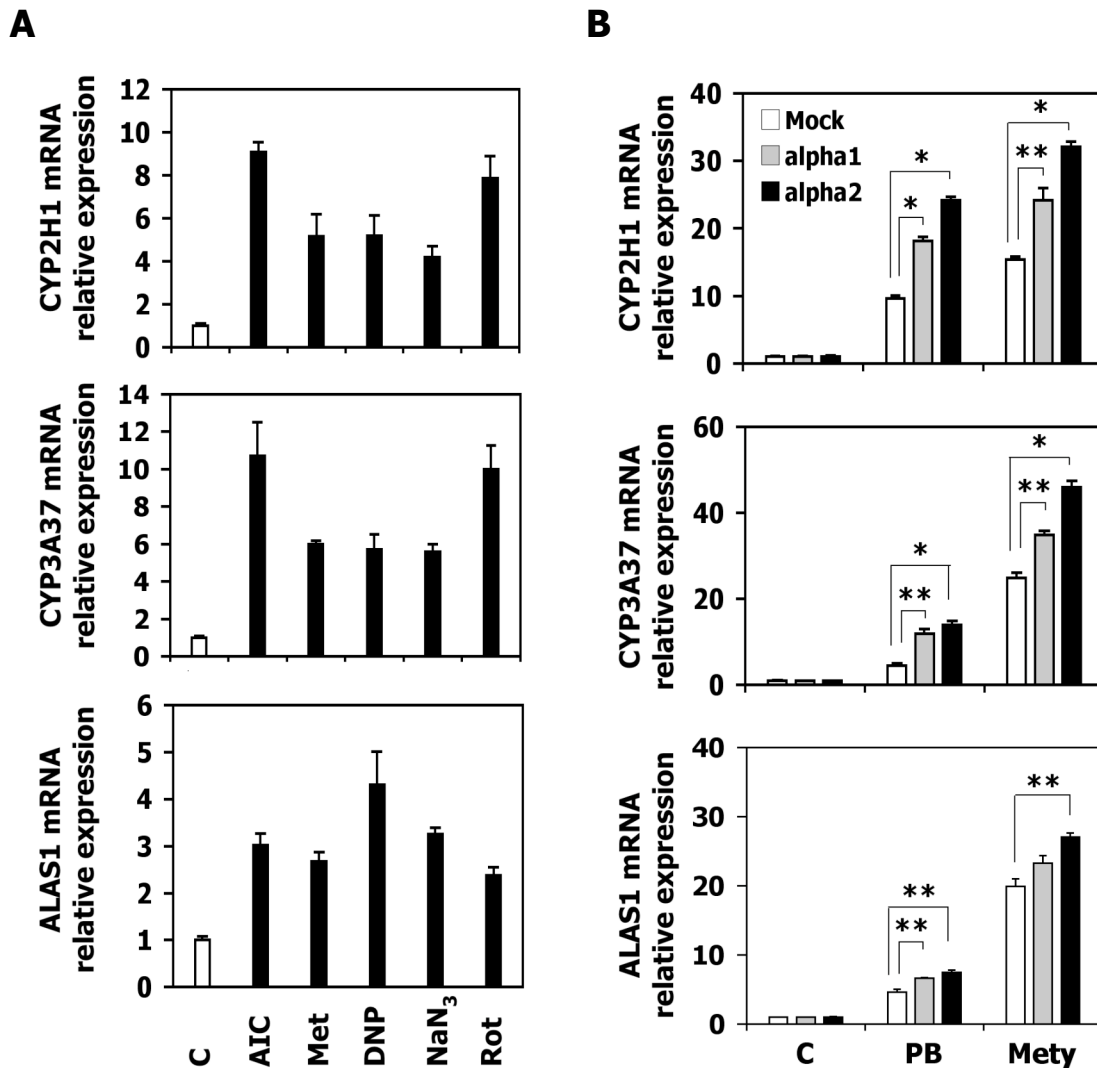 A
CYP2H1 mRNA
relative expression
12
10
8
6
4
2
0
CYP3A37 mRNA
relative expression
14
12
10
8
6
4
2
0
ALAS1 mRNA
relative expression
6
5
4
3
2
1
0
C
AIC
Met
DNP
NaN₃
Rot
B
CYP2H1 mRNA
relative expression
40
30
20
10
0
Mock
alpha1
alpha2
*
*
*
**
CYP3A37 mRNA
relative expression
60
40
20
0
*
**
*
**
ALAS1 mRNA
relative expression
40
30
20
10
0
**
**
**
C PB Mety